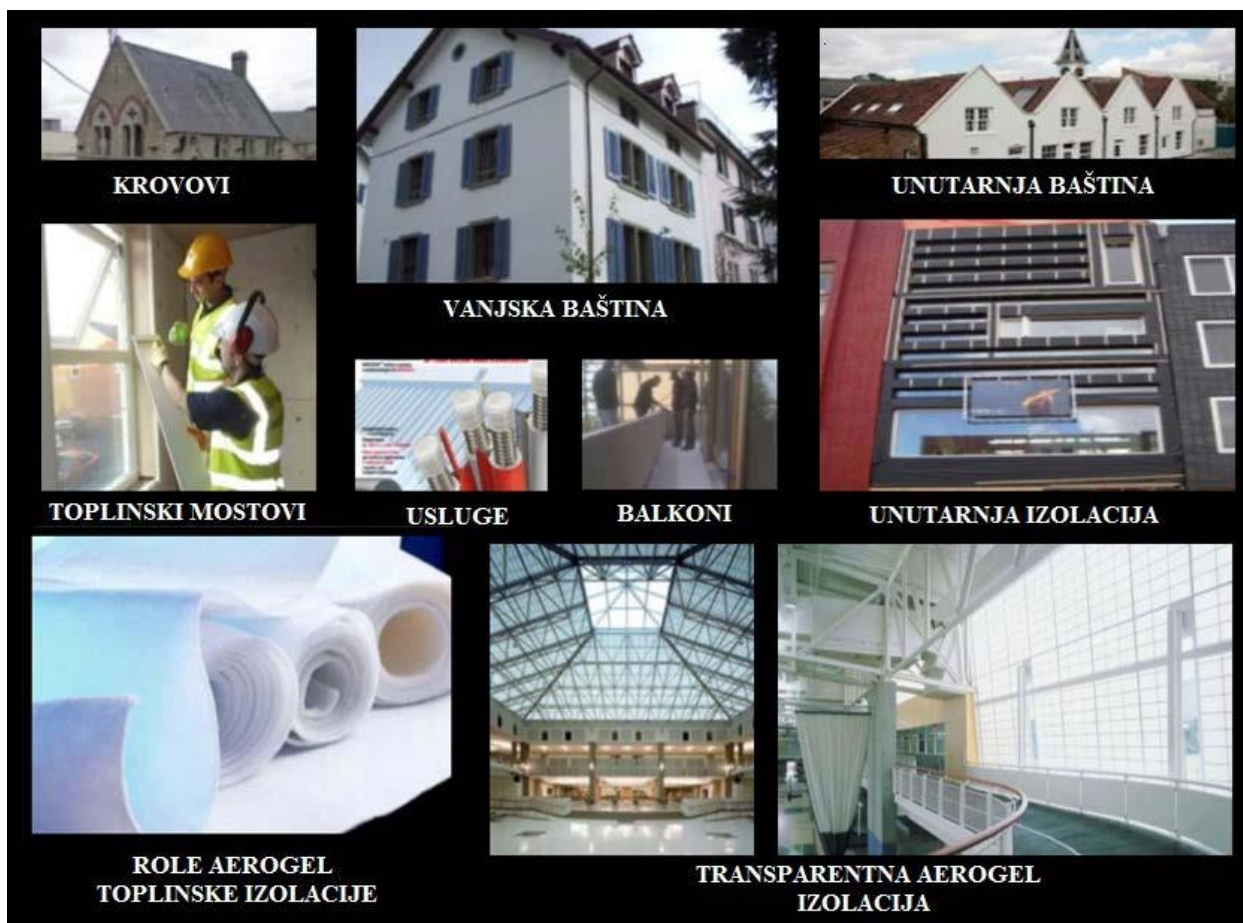 KROVOVI
VANJSKA BAŠTINA
UNUTARNJA BAŠTINA
TOPLINSKI MOSTOVI
USLUGE
BALKONI
UNUTARNJA IZOLACIJA
ROLE AEROGEL
TOPLINSKE IZOLACIJE
TRANSPARENTNA AEROGEL
IZOLACIJA